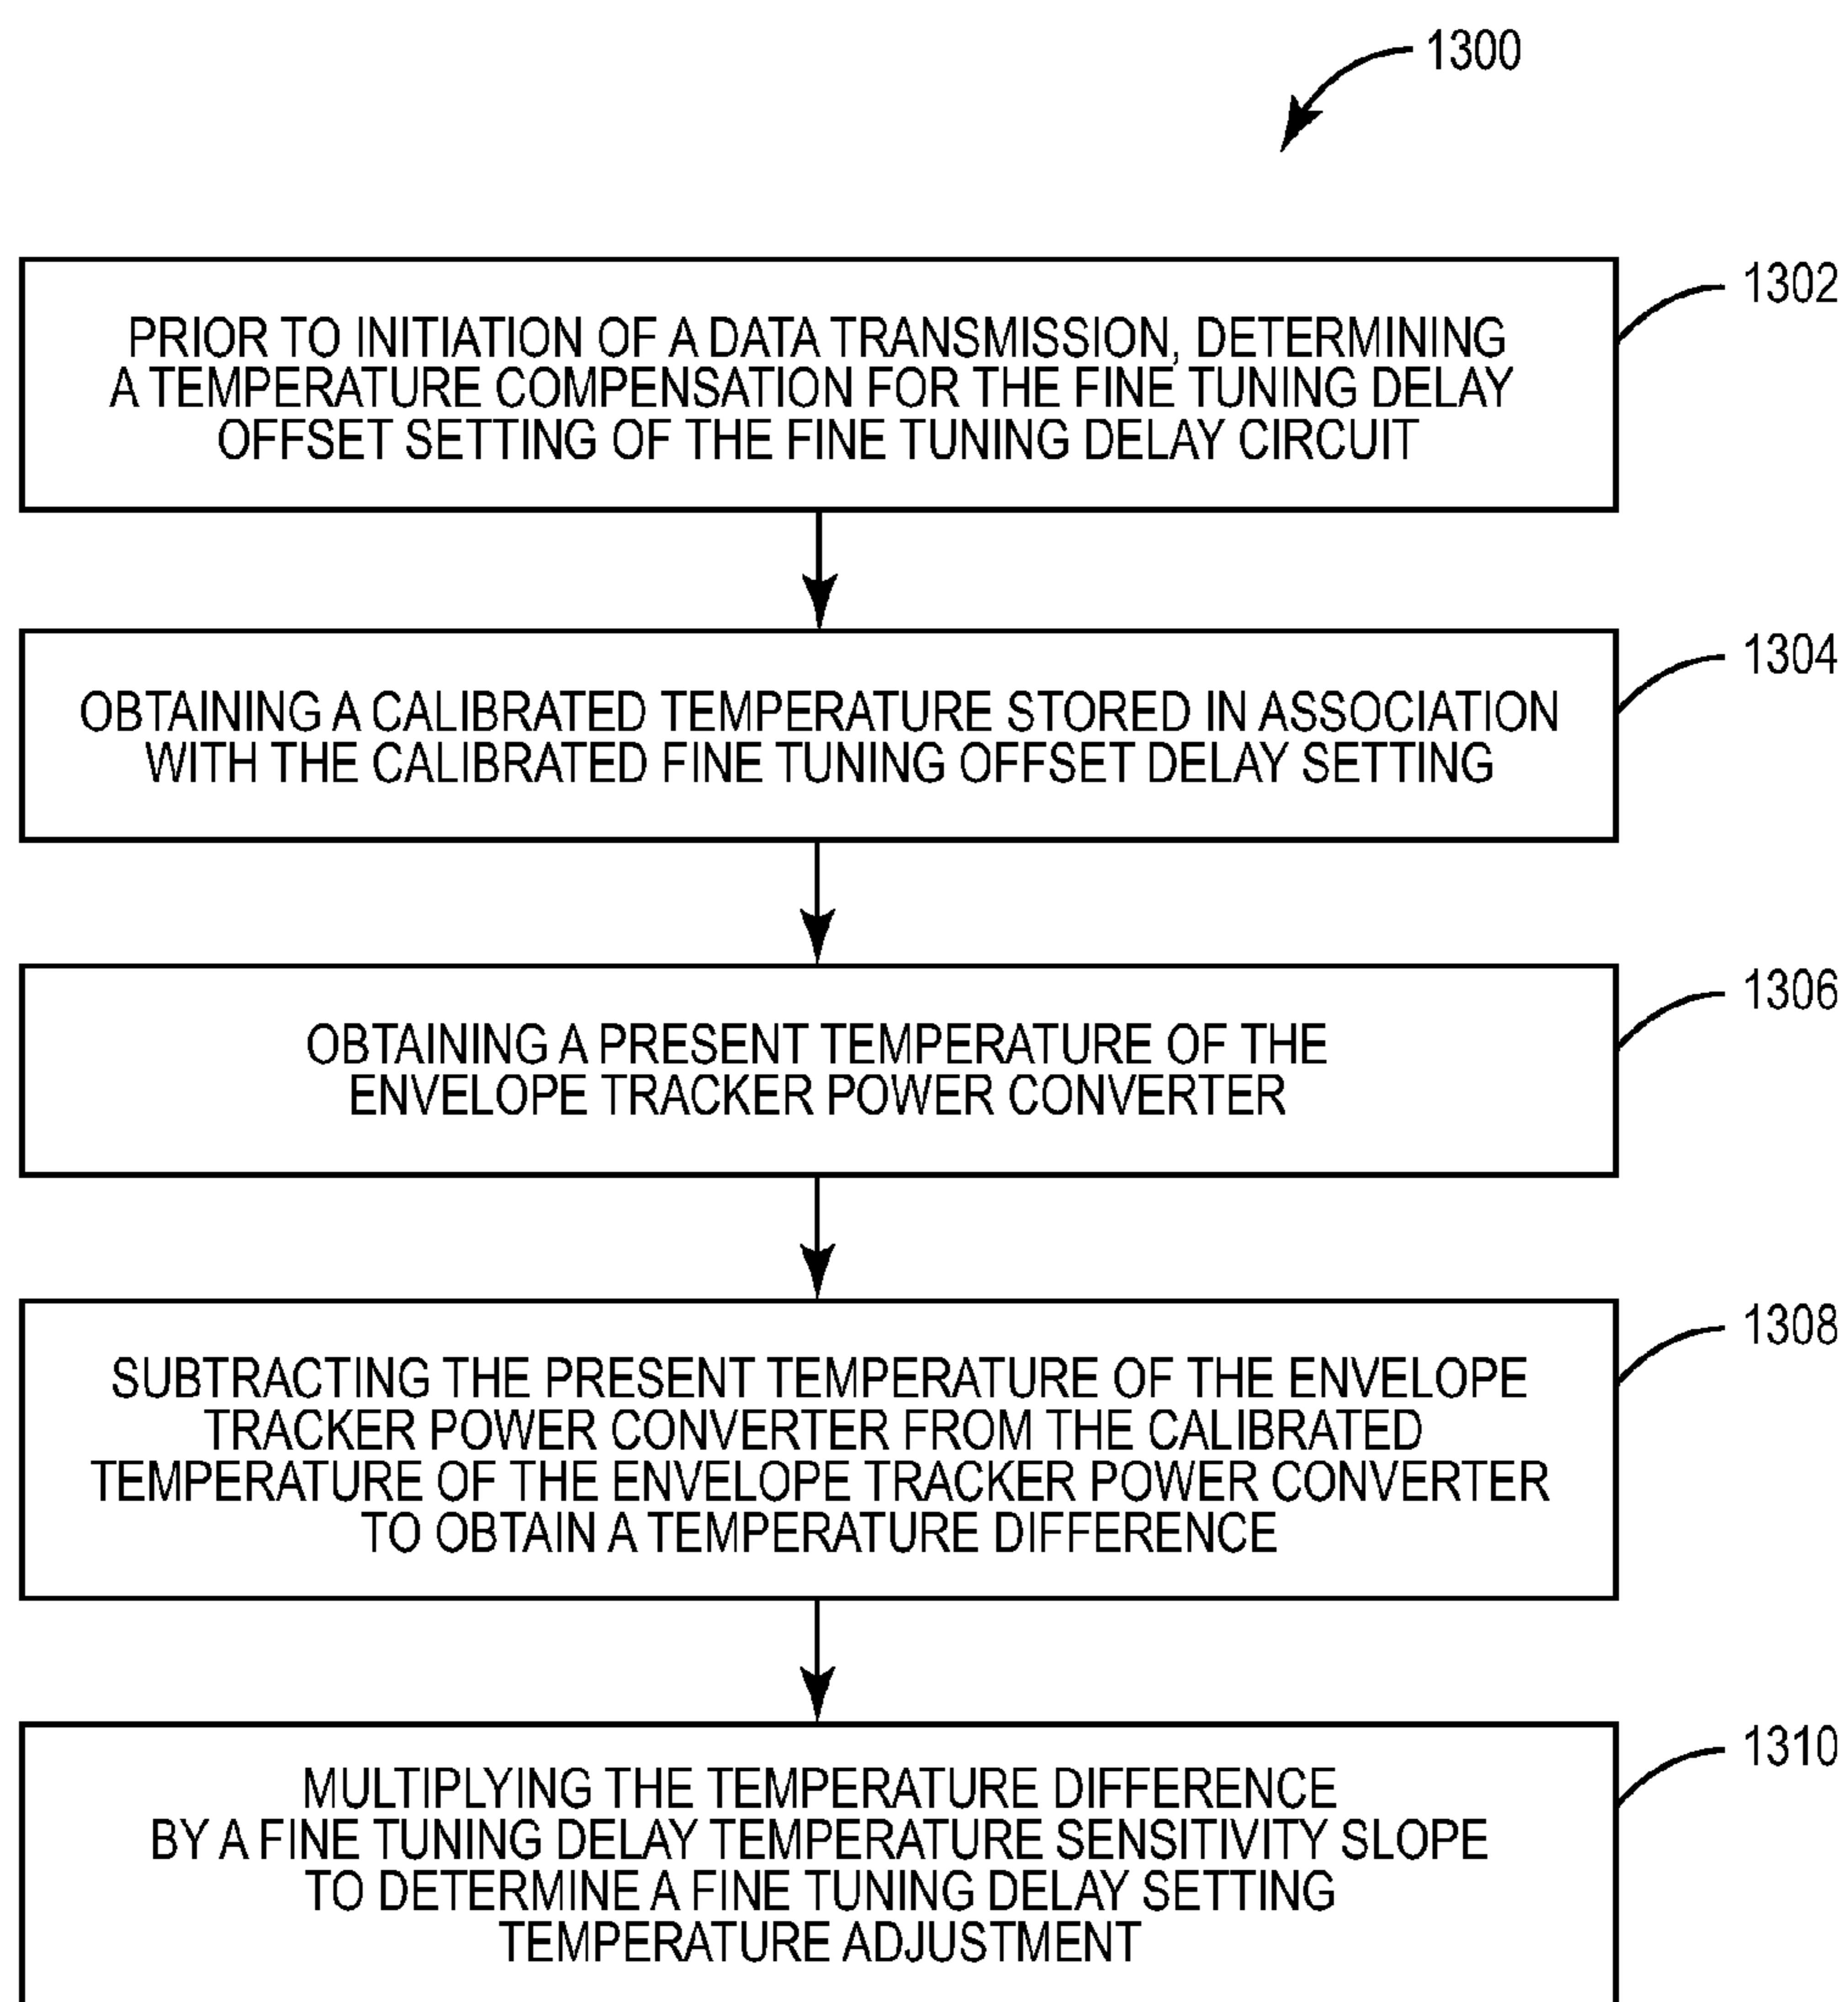 1300
1302
PRIOR TO INITIATION OF A DATA TRANSMISSION, DETERMINING
A TEMPERATURE COMPENSATION FOR THE FINE TUNING DELAY
OFFSET SETTING OF THE FINE TUNING DELAY CIRCUIT
1304
OBTAINING A CALIBRATED TEMPERATURE STORED IN ASSOCIATION
WITH THE CALIBRATED FINE TUNING OFFSET DELAY SETTING
1306
OBTAINING A PRESENT TEMPERATURE OF THE
ENVELOPE TRACKER POWER CONVERTER
1308
SUBTRACTING THE PRESENT TEMPERATURE OF THE ENVELOPE
TRACKER POWER CONVERTER FROM THE CALIBRATED
TEMPERATURE OF THE ENVELOPE TRACKER POWER CONVERTER
TO OBTAIN A TEMPERATURE DIFFERENCE
1310
MULTIPLYING THE TEMPERATURE DIFFERENCE
BY A FINE TUNING DELAY TEMPERATURE SENSITIVITY SLOPE
TO DETERMINE A FINE TUNING DELAY SETTING
TEMPERATURE ADJUSTMENT